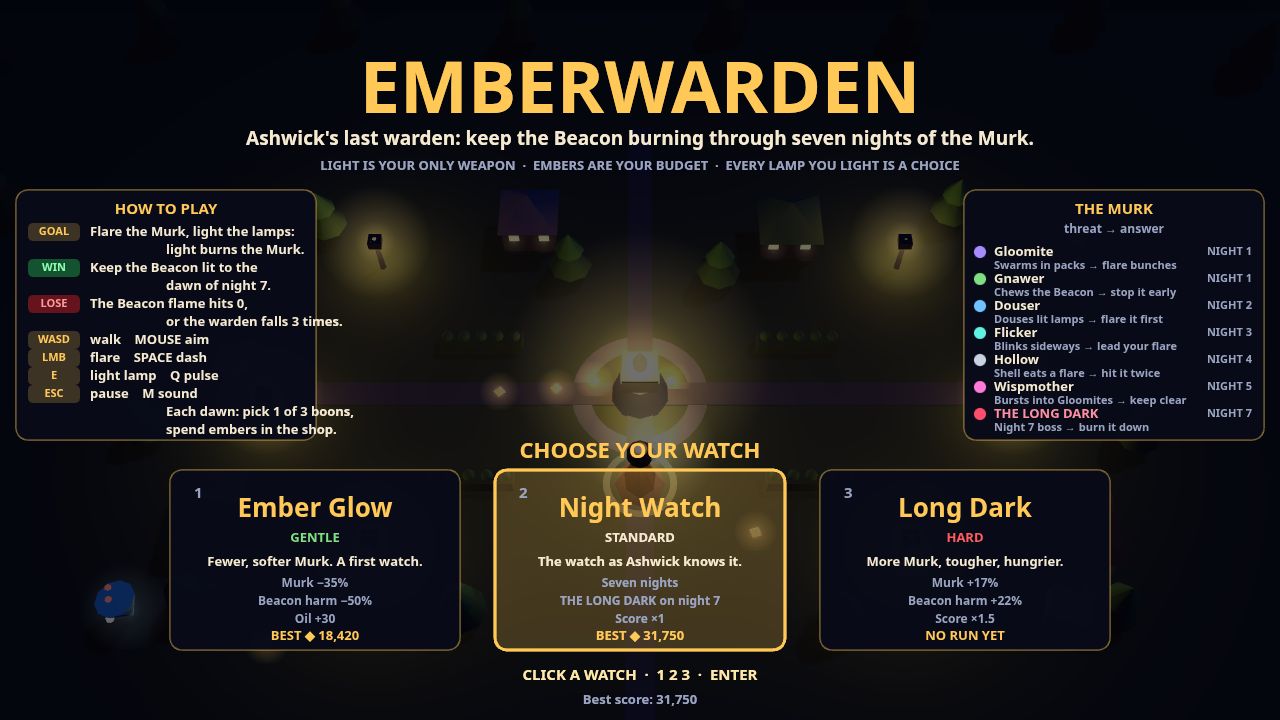 EMBERWARDEN
Ashwick's last warden: keep the Beacon burning through seven nights of the Murk.
LIGHT IS YOUR ONLY WEAPON · EMBERS ARE YOUR BUDGET · EVERY LAMP YOU LIGHT IS A CHOICE
HOW TO PLAY
GOAL Flare the Murk, light the lamps:
light burns the Murk.
WIN Keep the Beacon lit to the
dawn of night 7.
LOSE The Beacon flame hits 0,
or the warden falls 3 times.
WASD walk MOUSE aim
LMB flare SPACE dash
E light lamp Q pulse
ESC pause M sound
Each dawn: pick 1 of 3 boons,
spend embers in the shop.
THE MURK
threat → answer
Gloomite NIGHT 1
Swarms in packs → flare bunches
Gnawer NIGHT 1
Chews the Beacon → stop it early
Douser NIGHT 2
Douses lit lamps → flare it first
Flicker NIGHT 3
Blinks sideways → lead your flare
Hollow NIGHT 4
Shell eats a flare → hit it twice
Wispmother NIGHT 5
Bursts into Gloomites → keep clear
THE LONG DARK NIGHT 7
Night 7 boss → burn it down
CHOOSE YOUR WATCH
1
Ember Glow
GENTLE
Fewer, softer Murk. A first watch.
Murk −35%
Beacon harm −50%
Oil +30
BEST ◆ 18,420
2
Night Watch
STANDARD
The watch as Ashwick knows it.
Seven nights
THE LONG DARK on night 7
Score ×1
BEST ◆ 31,750
3
Long Dark
HARD
More Murk, tougher, hungrier.
Murk +17%
Beacon harm +22%
Score ×1.5
NO RUN YET
CLICK A WATCH · 1 2 3 · ENTER
Best score: 31,750